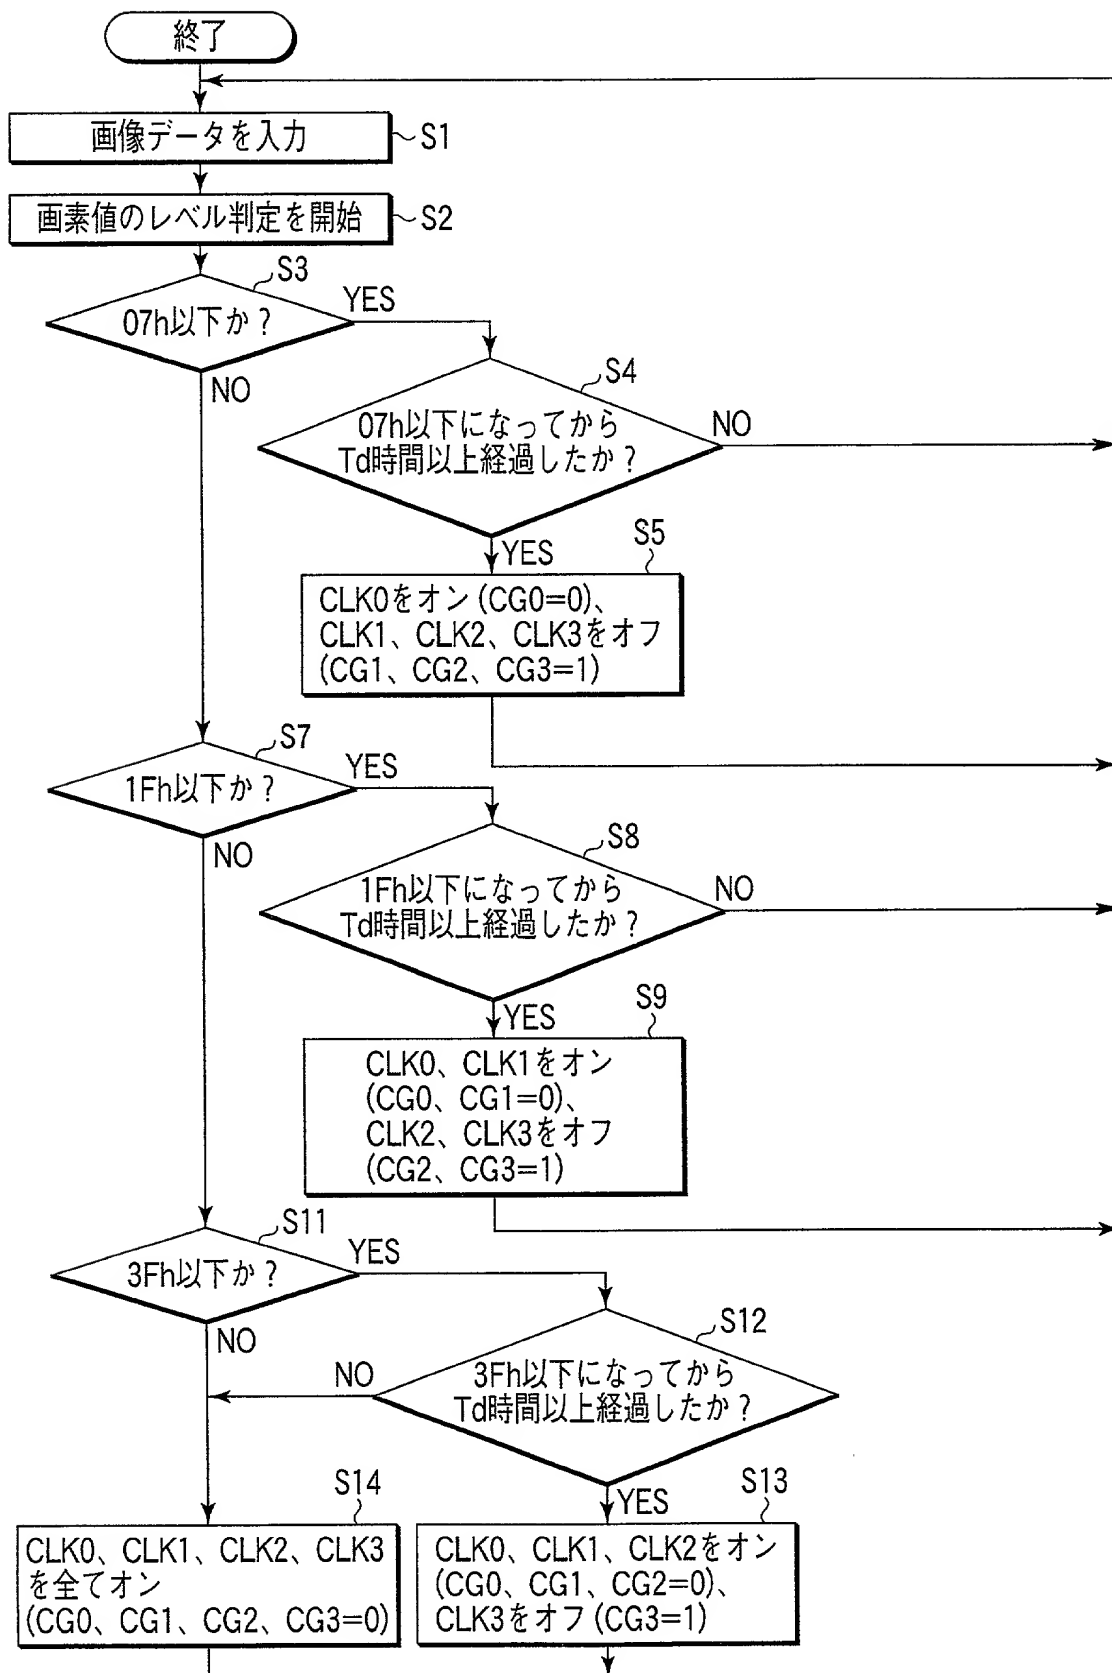 終了
画像データを入力
S1
画素値のレベル判定を開始
S2
S3
07h以下か？
YES
NO
S4
07h以下になってから
Td時間以上経過したか？
NO
YES
S5
CLK0をオン(CG0=0)、
CLK1、CLK2、CLK3をオフ
(CG1、CG2、CG3=1)
S7
1Fh以下か？
YES
NO
S8
1Fh以下になってから
Td時間以上経過したか？
NO
YES
S9
CLK0、CLK1をオン
(CG0、CG1=0)、
CLK2、CLK3をオフ
(CG2、CG3=1)
S11
3Fh以下か？
YES
NO
S12
3Fh以下になってから
Td時間以上経過したか？
NO
YES
S14
CLK0、CLK1、CLK2、CLK3
を全てオン
(CG0、CG1、CG2、CG3=0)
S13
CLK0、CLK1、CLK2をオン
(CG0、CG1、CG2=0)、
CLK3をオフ(CG3=1)